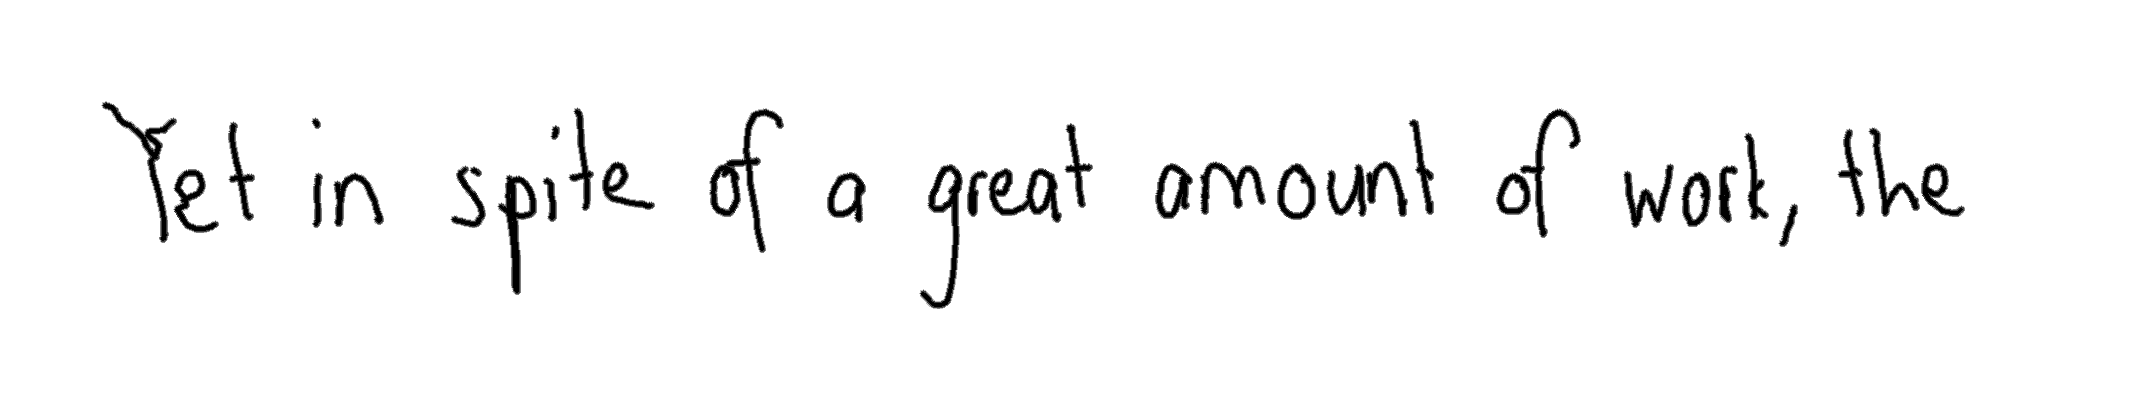 Yet in spite of a great amount of work, the